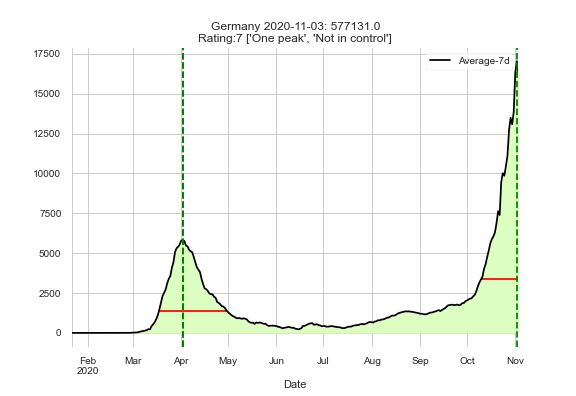 Germany 2020-11-03: 577131.0
Rating:7 ['One peak', 'Not in control']
Average-7d
17500
15000
12500
10000
7500
5000
2500
0
Feb Mar Apr May Jun Jul Aug Sep Oct Nov
2020
Date